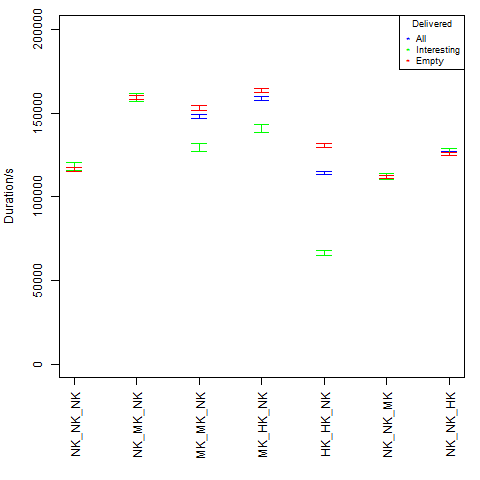 Delivered
All
Interesting
Empty
Duration/s
200000
150000
100000
50000
0
NK_NK_NK
NK_MK_NK
MK_MK_NK
MK_HK_NK
HK_HK_NK
NK_NK_MK
NK_NK_HK